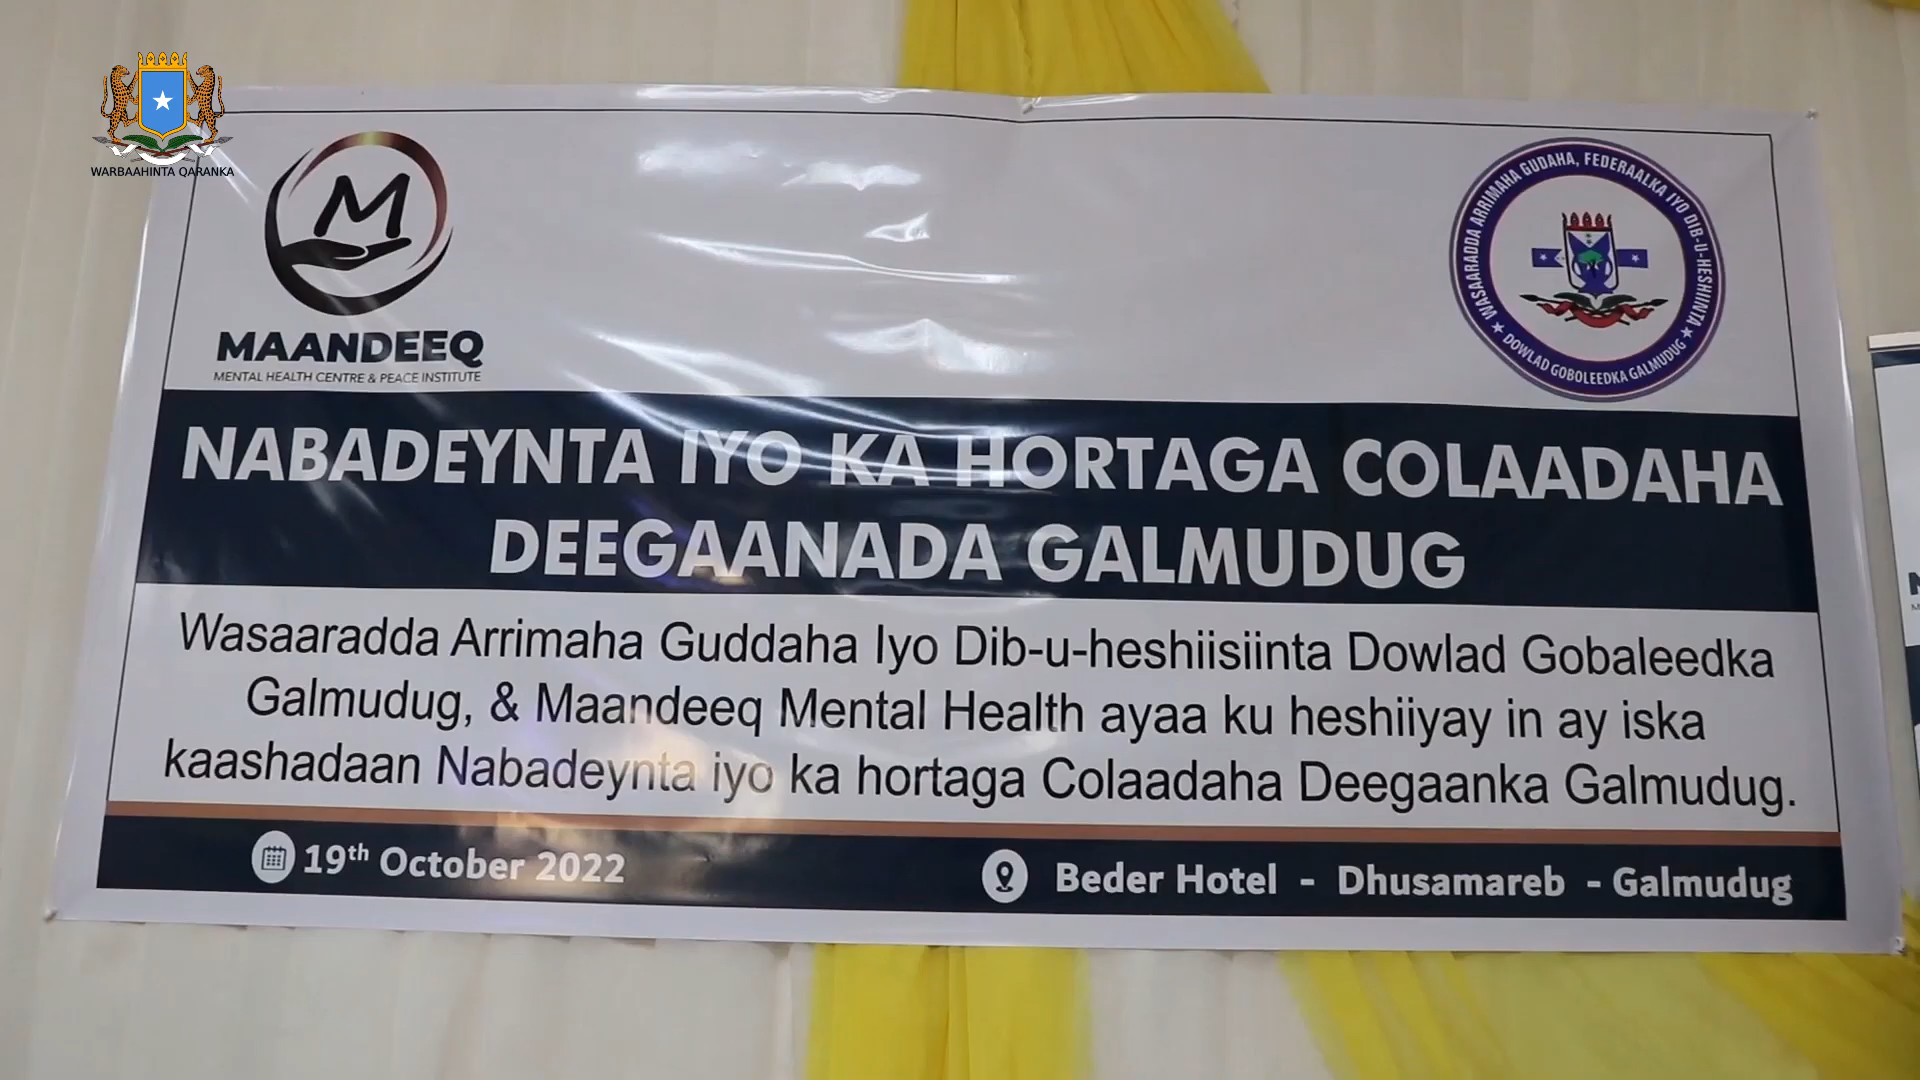 WARBAAHINTA QARANKA
M
MAANDEEQ
MENTAL HEALTH CENTRE & PEACE INSTITUTE
WASAARADDA ARRIMAHA GUDAHA, FEDERAALKA IYO DIB-U-HESHIINTA
DOWLAD GOBOLEEDKA GALMUDUG
NABADEYNTA IYO KA HORTAGA COLAADAHA
DEEGAANADA GALMUDUG
Wasaaradda Arrimaha Guddaha Iyo Dib-u-heshiisiinta Dowlad Gobaleedka
Galmudug, & Maandeeq Mental Health ayaa ku heshiiyay in ay iska
kaashadaan Nabadeynta iyo ka hortaga Colaadaha Deegaanka Galmudug.
19th October 2022
Beder Hotel - Dhusamareb - Galmudug